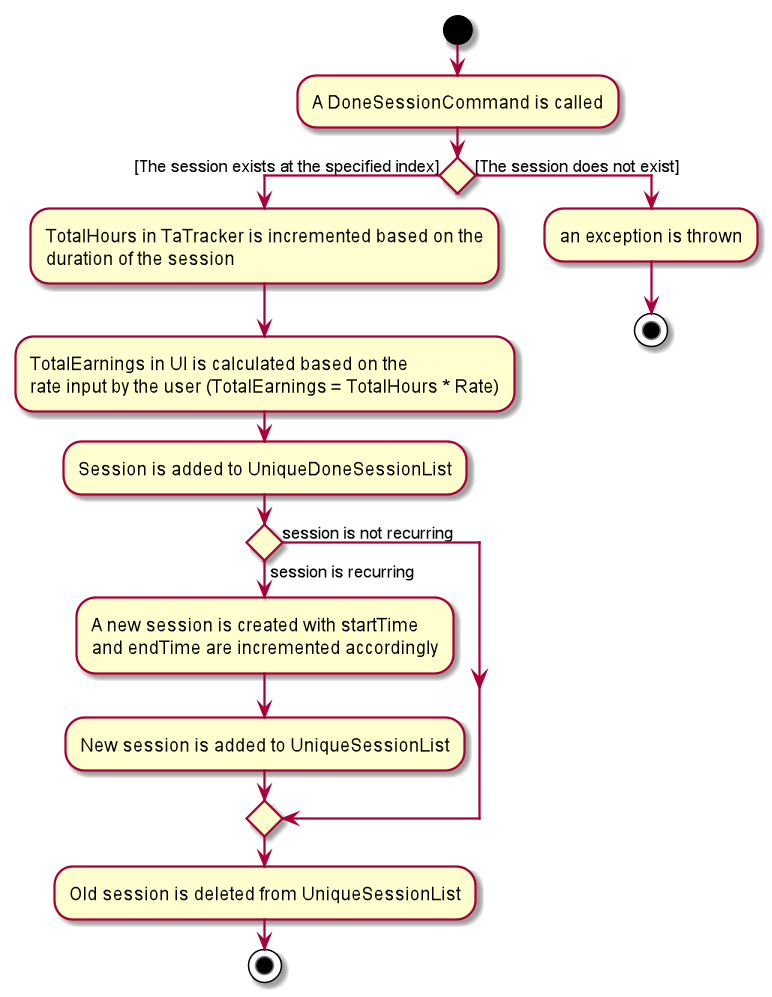 A DoneSessionCommand is called
[The session exists at the specified index]
[The session does not exist]
TotalHours in TaTracker is incremented based on the
duration of the session
an exception is thrown
TotalEarnings in UI is calculated based on the
rate input by the user (TotalEarnings = TotalHours * Rate)
Session is added to UniqueDoneSessionList
session is not recurring
session is recurring
A new session is created with startTime
and endTime are incremented accordingly
New session is added to UniqueSessionList
Old session is deleted from UniqueSessionList